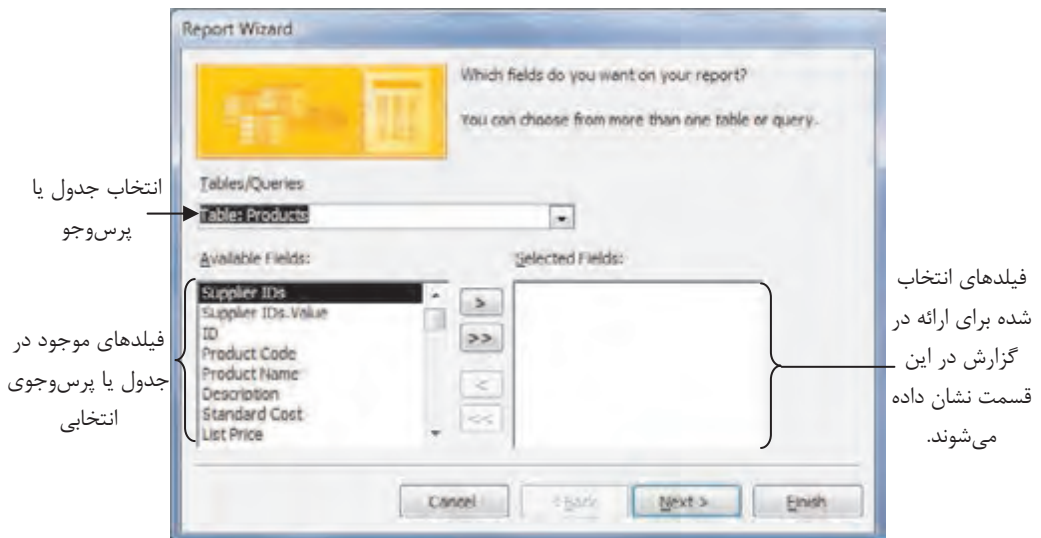 Report Wizard
Which fields do you want on your report?
You can choose from more than one table or query.
Tables/Queries
Table: Products
انتخاب جدول یا
پرس‌وجو
Available Fields:
Selected Fields:
Supplier IDs
Supplier IDs.Value
ID
Product Code
Product Name
Description
Standard Cost
List Price
>
>>
<
<<
فیلدهای موجود در
جدول یا پرس‌وجوی
انتخابی
فیلدهای انتخاب
شده برای ارائه در
گزارش در این
قسمت نشان داده
می‌شوند.
Cancel
< Back
Next >
Finish